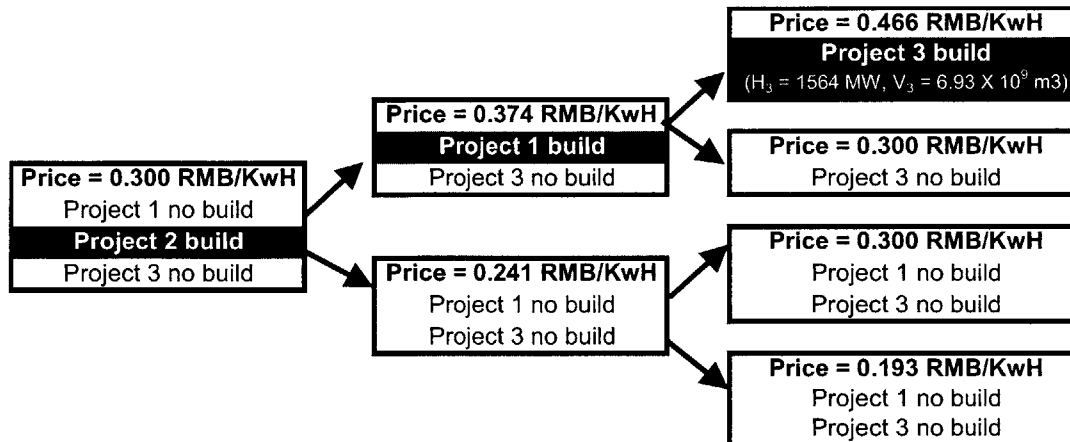 Price = 0.300 RMB/KwH
Project 1 no build
Project 2 build
Project 3 no build
Price = 0.374 RMB/KwH
Project 1 build
Project 3 no build
Price = 0.241 RMB/KwH
Project 1 no build
Project 3 no build
Price = 0.466 RMB/KwH
Project 3 build
(H₃ = 1564 MW, V₃ = 6.93 X 10⁹ m3)
Price = 0.300 RMB/KwH
Project 3 no build
Price = 0.300 RMB/KwH
Project 1 no build
Project 3 no build
Price = 0.193 RMB/KwH
Project 1 no build
Project 3 no build